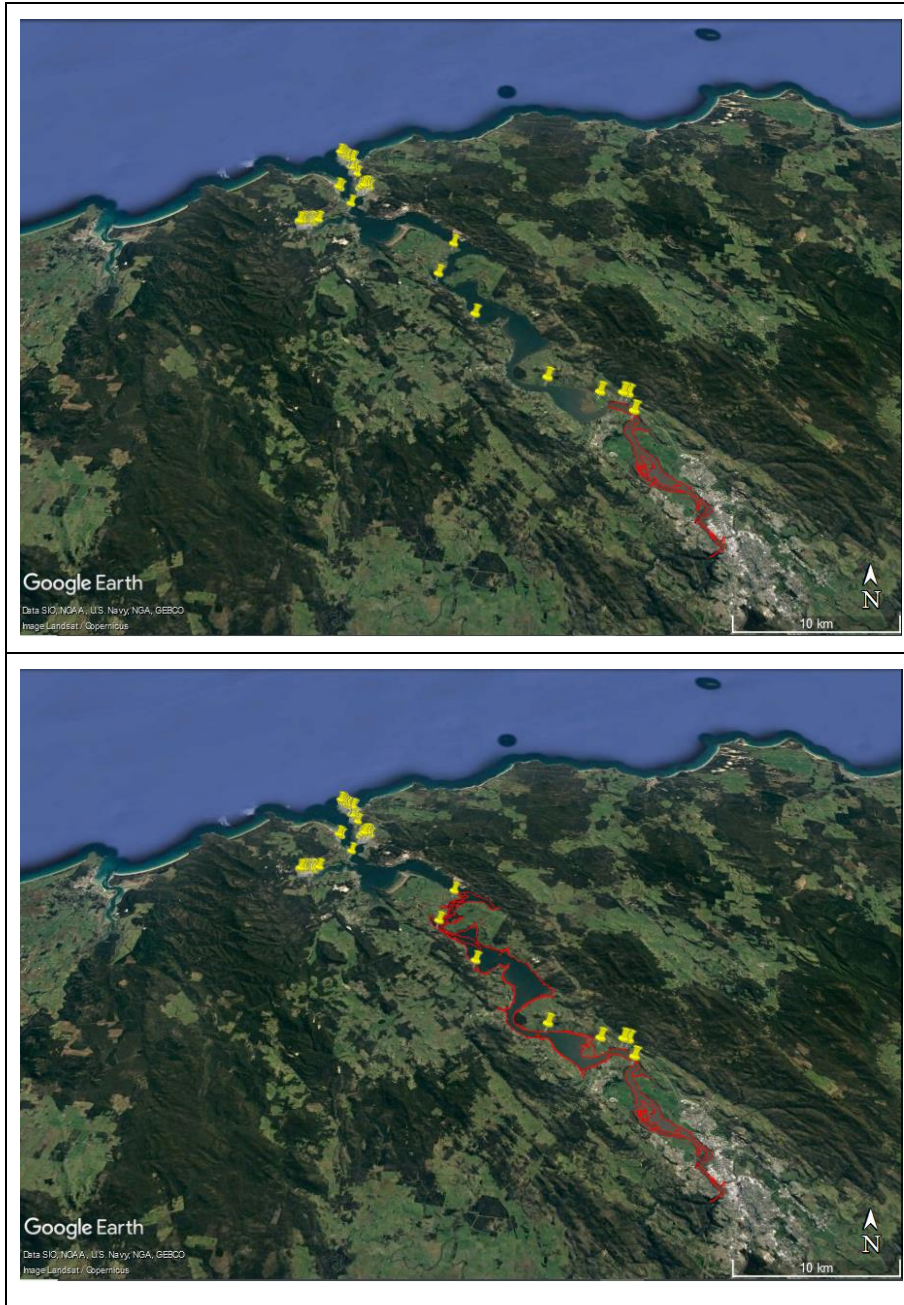 Google Earth
Data SIO, NOAA, U.S. Navy, NGA, GEBCO
Image Landsat / Copernicus
N
10 km
Google Earth
Data SIO, NOAA, U.S. Navy, NGA, GEBCO
Image Landsat / Copernicus
N
10 km